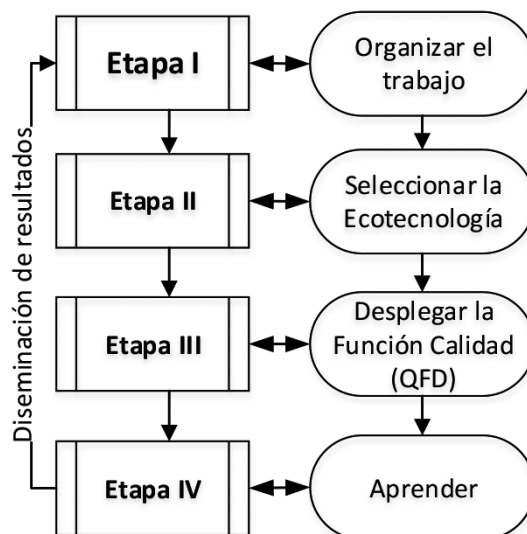 Etapa I
Organizar el
trabajo
Etapa II
Seleccionar la
Ecotecnología
Etapa III
Desplegar la
Función Calidad
(QFD)
Etapa IV
Aprender
Diseminación de resultados